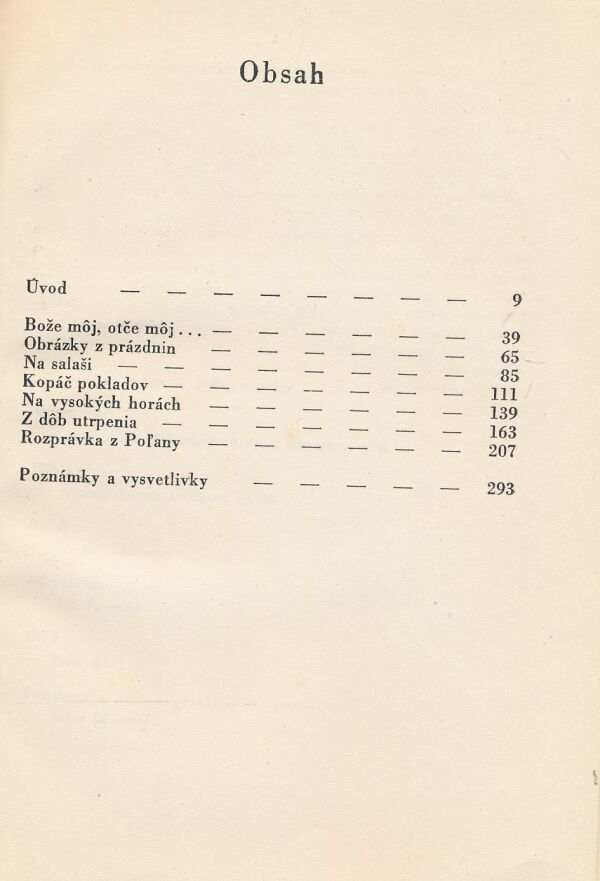 Obsah
Úvod — — — — — — — — 9
Bože môj, otče môj ... — — — — — — 39
Obrázky z prázdnin — — — — — — 65
Na salaši — — — — — — — — 85
Kopáč pokladov — — — — — — — 111
Na vysokých horách — — — — — — 139
Z dôb utrpenia — — — — — — — 163
Rozprávka z Poľany — — — — — — 207
Poznámky a vysvetlivky — — — — — 293